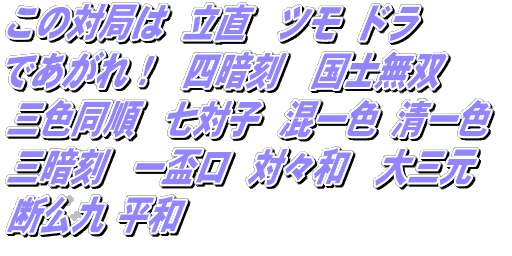 この対局は 立直 ツモ ドラ
であがれ！ 四暗刻 国士無双
三色同順 七対子 混一色 清一色
三暗刻 一盃口 対々和 大三元
断么九 平和